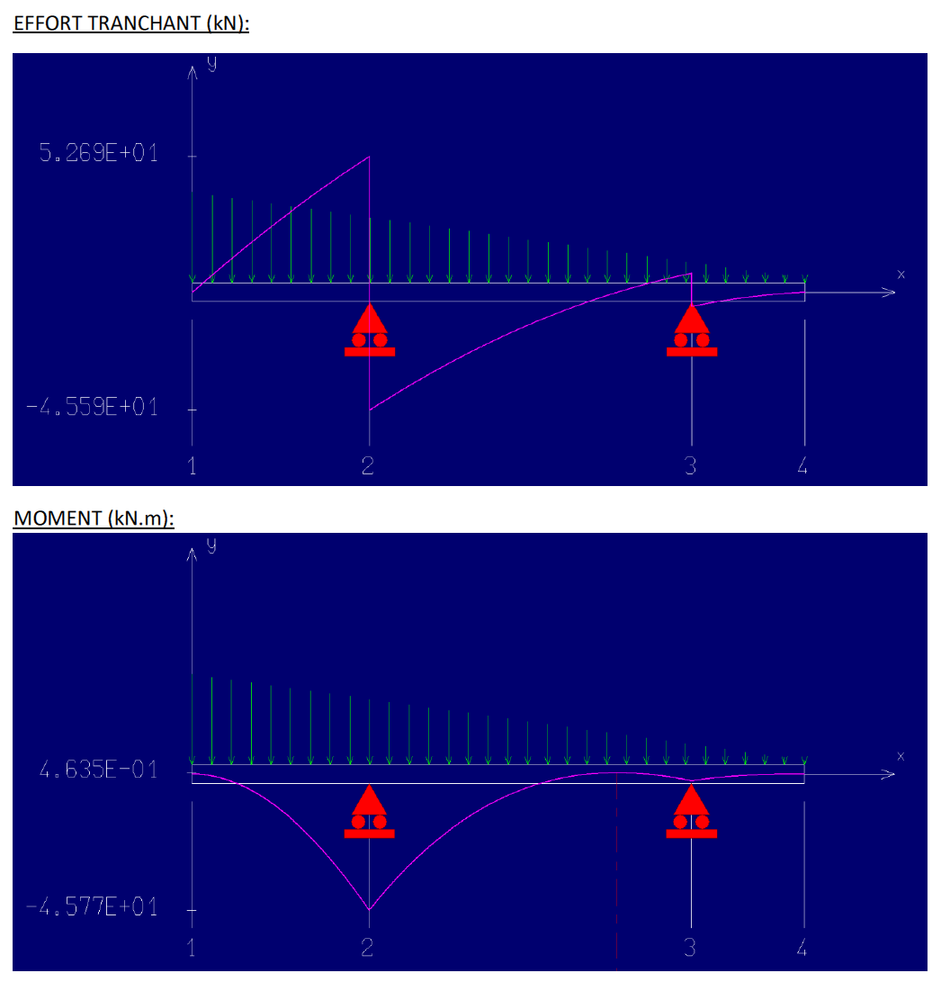 EFFORT TRANCHANT (kN):
y
5.269E+01
x
-4.559E+01
1 2 3 4
MOMENT (kN.m):
y
4.635E-01
x
-4.577E+01
1 2 3 4